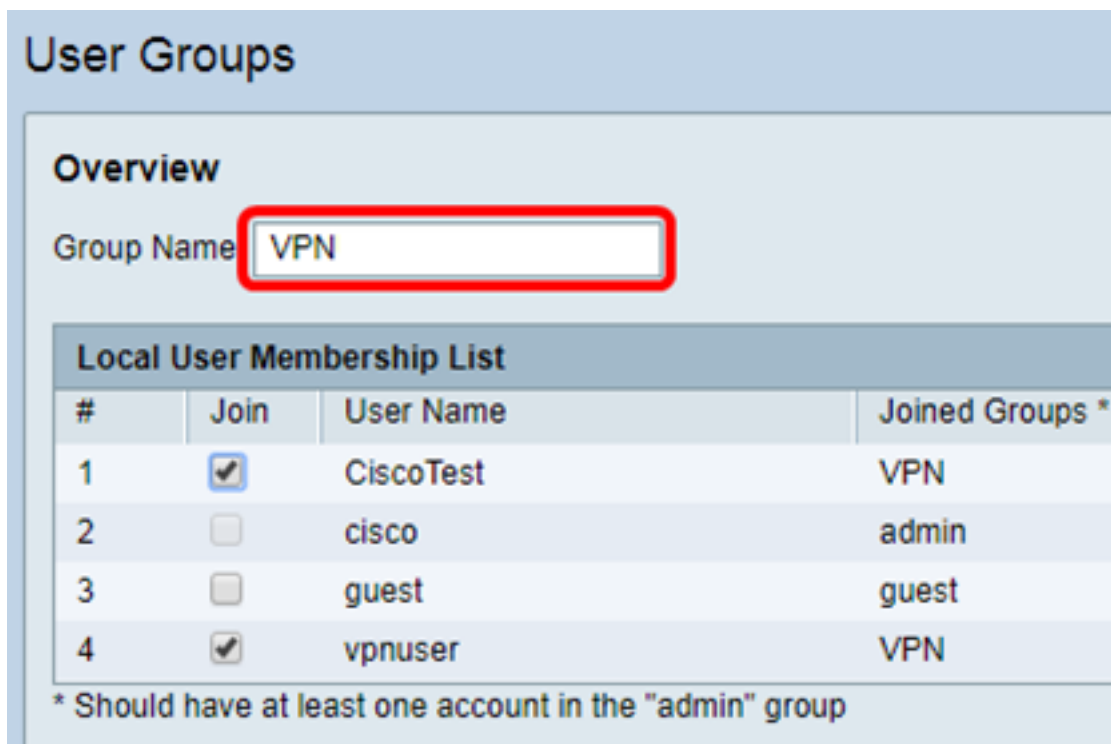 User Groups
Overview
Group Name VPN
Local User Membership List
# Join User Name Joined Groups *
1 CiscoTest VPN
2 cisco admin
3 guest guest
4 vpnuser VPN
* Should have at least one account in the "admin" group